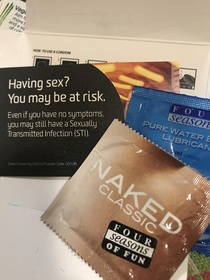 HOW TO USE A CONDOM
Having sex?
You may be at risk.
Even if you have no symptoms,
you may still have a Sexually
Transmitted Infection (STI).
FOUR
seasons
PURE WATER
LUBRICANT
NAKED
CLASSIC
FOUR
seasons
OF FUN